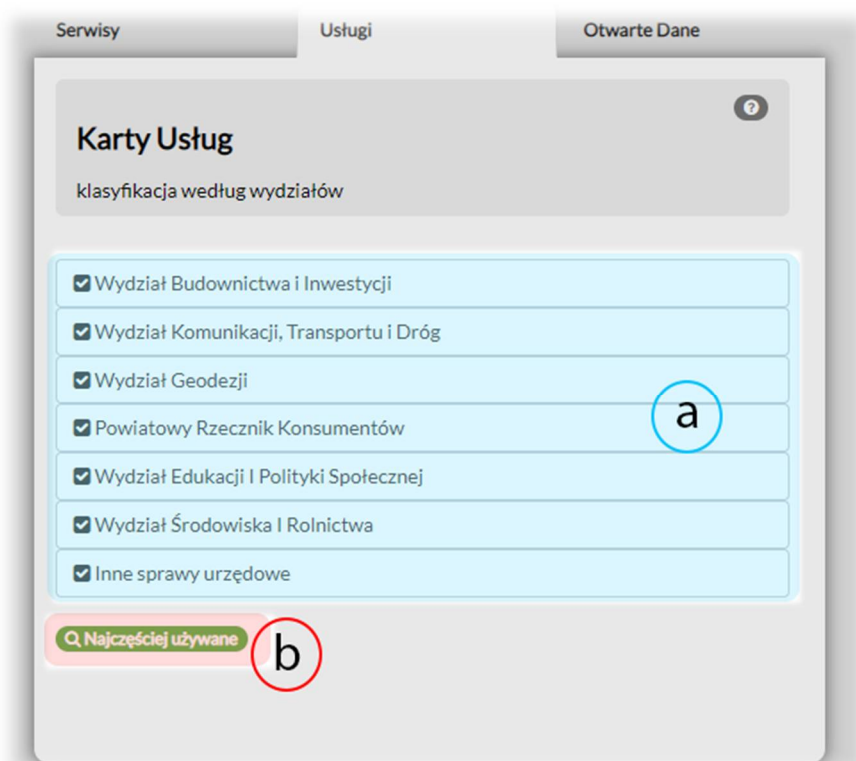 Serwisy
Usługi
Otwarte Dane
Karty Usług
klasyfikacja według wydziałów
Wydział Budownictwa i Inwestycji
Wydział Komunikacji, Transportu i Dróg
Wydział Geodezji
a
Powiatowy Rzecznik Konsumentów
Wydział Edukacji I Polityki Społecznej
Wydział Środowiska I Rolnictwa
Inne sprawy urzędowe
Najczęściej używane
b